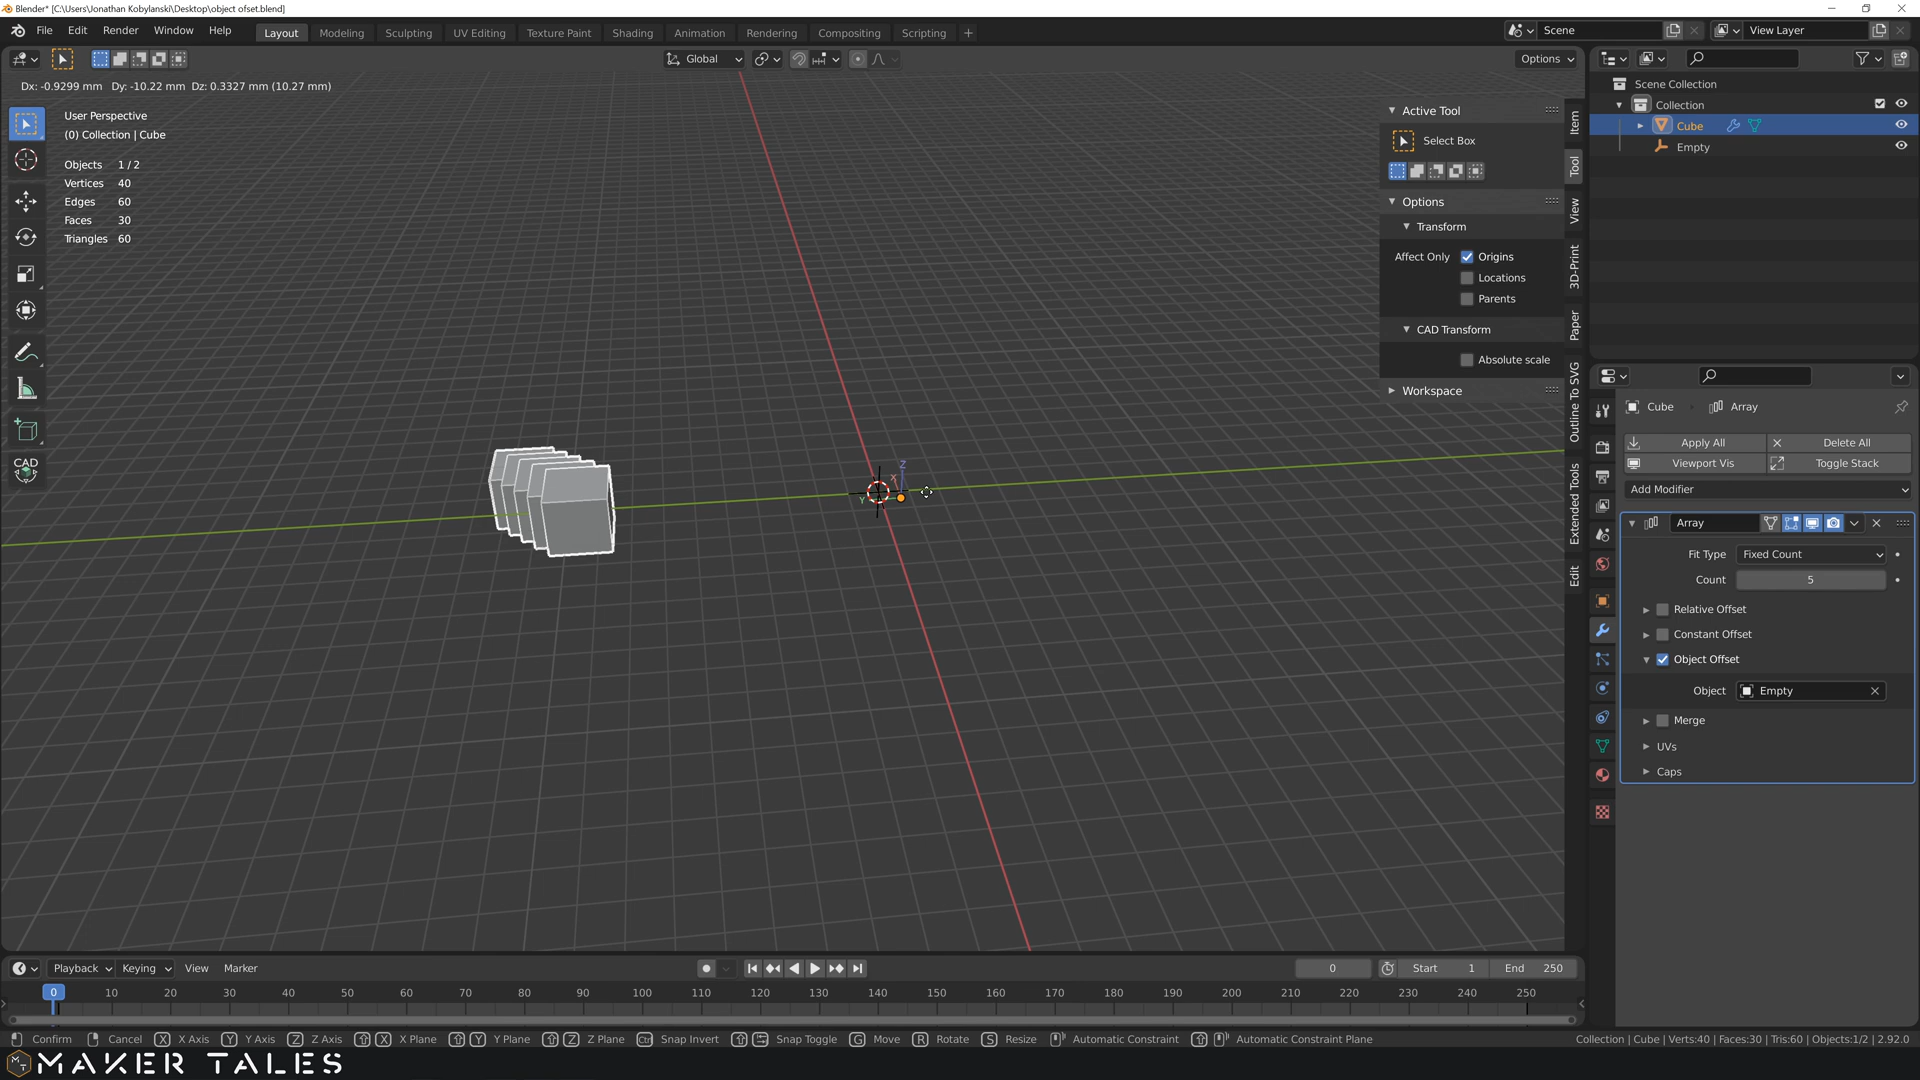 Blender* [C:\Users\Jonathan Kobylanski\Desktop\object ofset.blend]
File Edit Render Window Help Layout Modeling Sculpting UV Editing Texture Paint Shading Animation Rendering Compositing Scripting + Scene View Layer
Global Options
Dx: -0.9299 mm Dy: -10.22 mm Dz: 0.3327 mm (10.27 mm)
User Perspective
(0) Collection | Cube
Objects 1 / 2
Vertices 40
Edges 60
Faces 30
Triangles 60
CAD
Z
X
Y
Active Tool
Select Box
Options
Transform
Affect Only Origins
Locations
Parents
CAD Transform
Absolute scale
Workspace
Item
Tool
View
3D-Print
Paper
Outline To SVG
Extended Tools
Edit
Scene Collection
Collection
Cube
Empty
Cube Array
Apply All Delete All
Viewport Vis Toggle Stack
Add Modifier
Array
Fit Type Fixed Count
Count 5
Relative Offset
Constant Offset
Object Offset
Object Empty
Merge
UVs
Caps
Playback Keying View Marker 0 Start 1 End 250
0 10 20 30 40 50 60 70 80 90 100 110 120 130 140 150 160 170 180 190 200 210 220 230 240 250
Confirm Cancel X X Axis Y Y Axis Z Z Axis X X Plane Y Y Plane Z Z Plane Ctrl Snap Invert Snap Toggle G Move R Rotate S Resize Automatic Constraint Automatic Constraint Plane Collection | Cube | Verts:40 | Faces:30 | Tris:60 | Objects:1/2 | 2.92.0
MAKER TALES